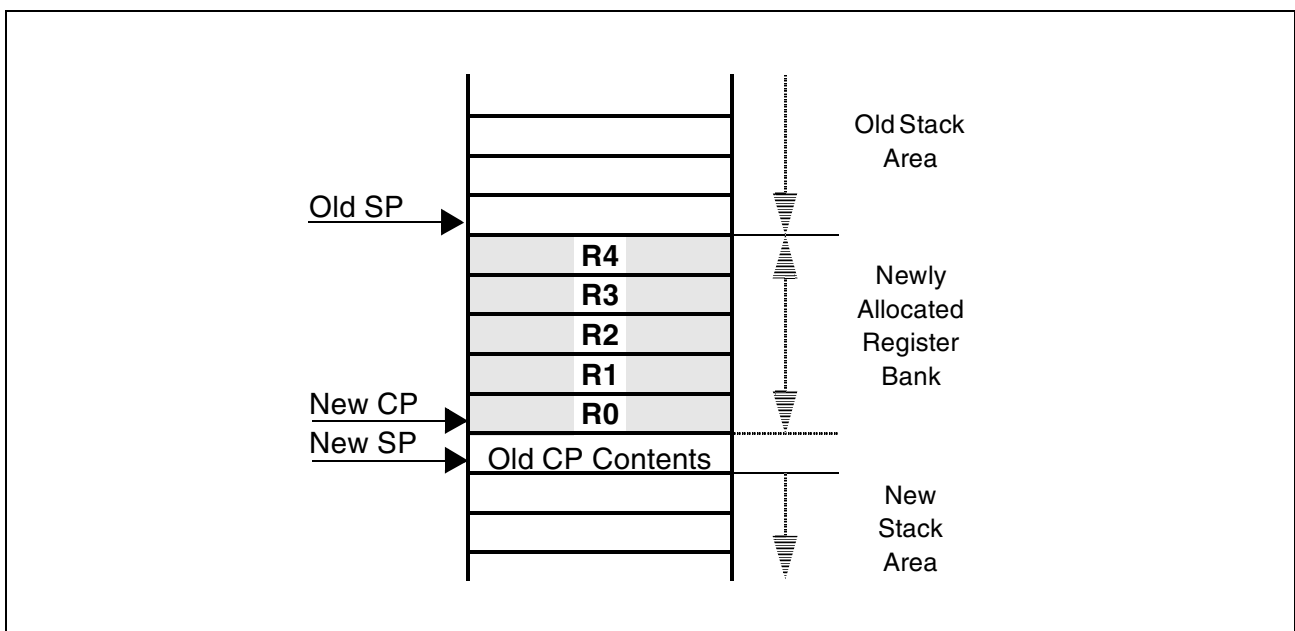 Old Stack
Area
Old SP
R4
R3
R2
R1
R0
Newly
Allocated
Register
Bank
New CP
New SP
Old CP Contents
New
Stack
Area